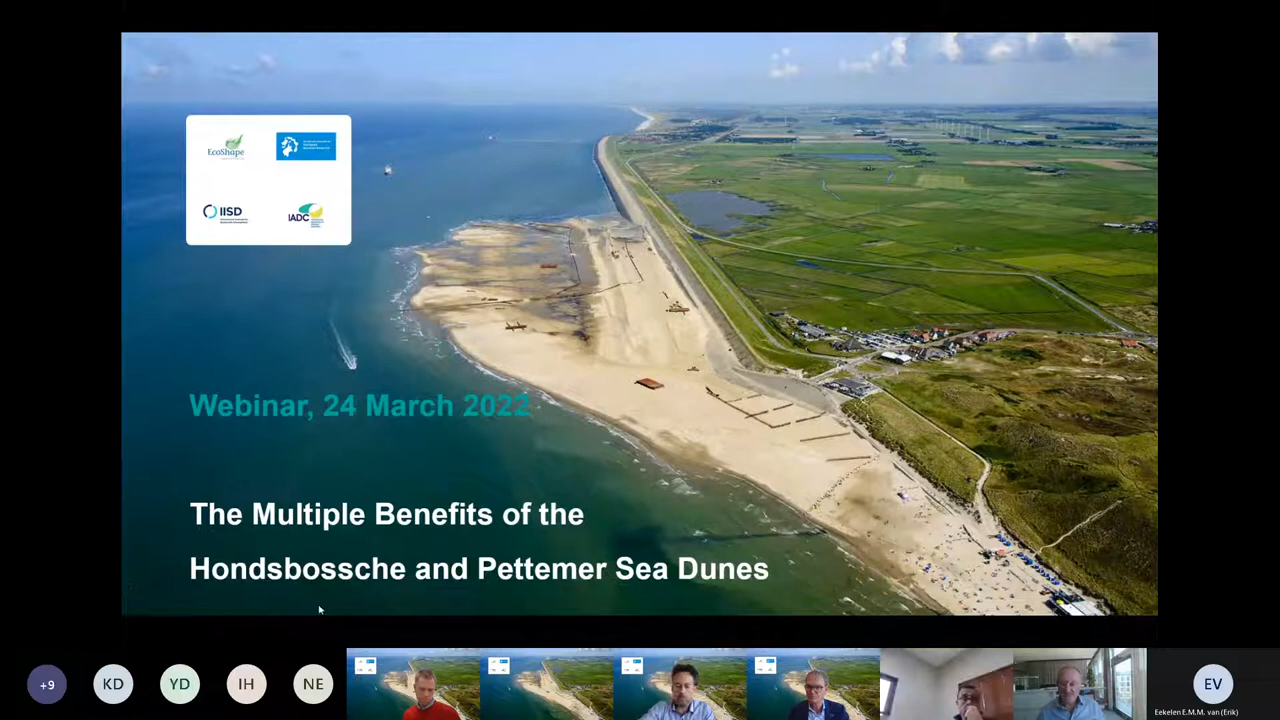 EcoShape
IISD
IADC
Webinar, 24 March 2022
The Multiple Benefits of the
Hondsbossche and Pettemer Sea Dunes
+9
KD
YD
IH
NE
EV
Eekelen E.M.M. van (Erik)